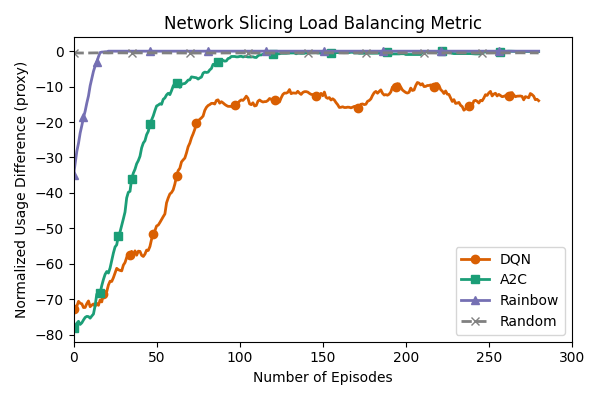 Network Slicing Load Balancing Metric
Normalized Usage Difference (proxy)
0
−10
−20
−30
−40
−50
−60
−70
−80
0
50
100
150
200
250
300
Number of Episodes
DQN
A2C
Rainbow
Random